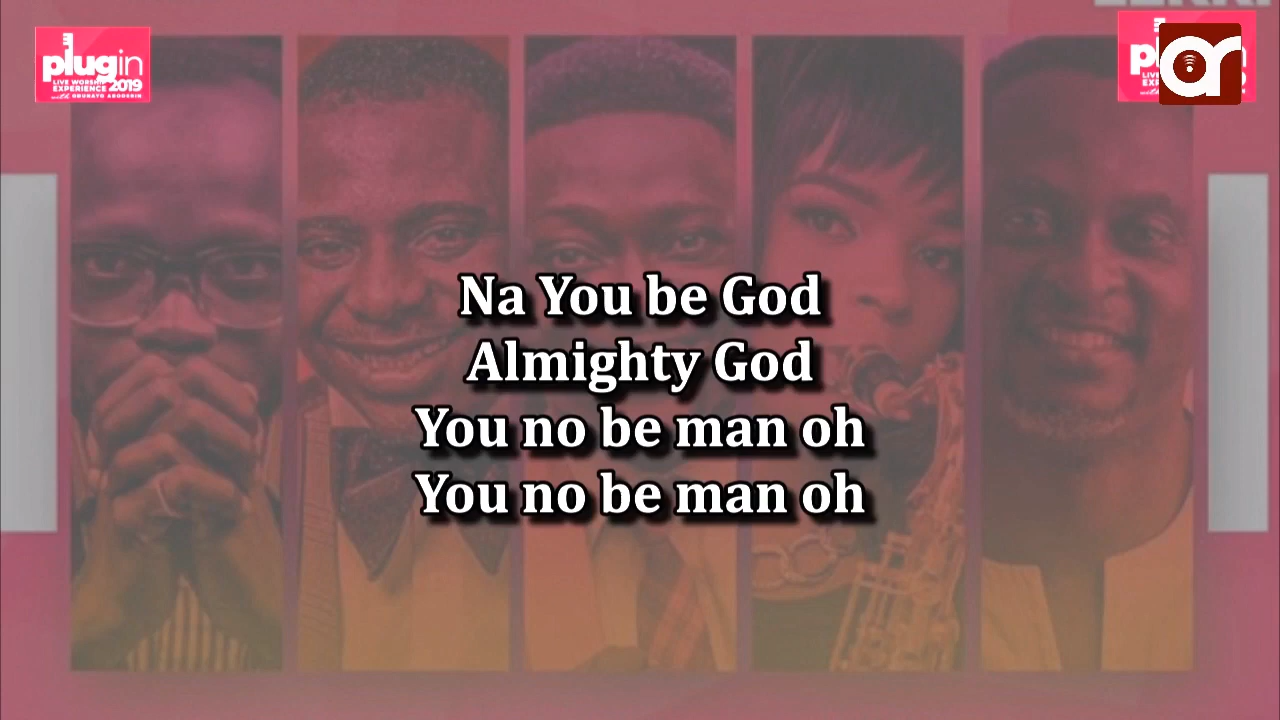 plugin
LIVE WORSHIP
EXPERIENCE 2019
Na You be God
Almighty God
You no be man oh
You no be man oh